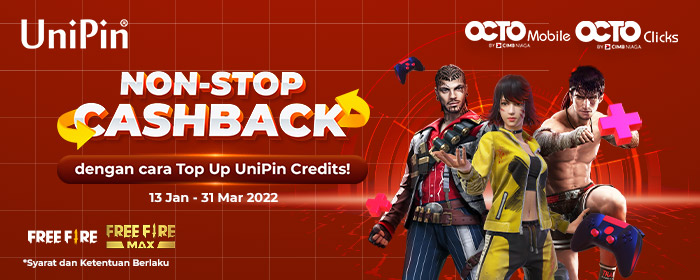 UniPin®
OCTO Mobile
BY CIMB NIAGA
OCTO Clicks
BY CIMB NIAGA
NON-STOP
CASHBACK
dengan cara Top Up UniPin Credits!
13 Jan - 31 Mar 2022
FREE FIRE
FREE FIRE
MAX
*Syarat dan Ketentuan Berlaku